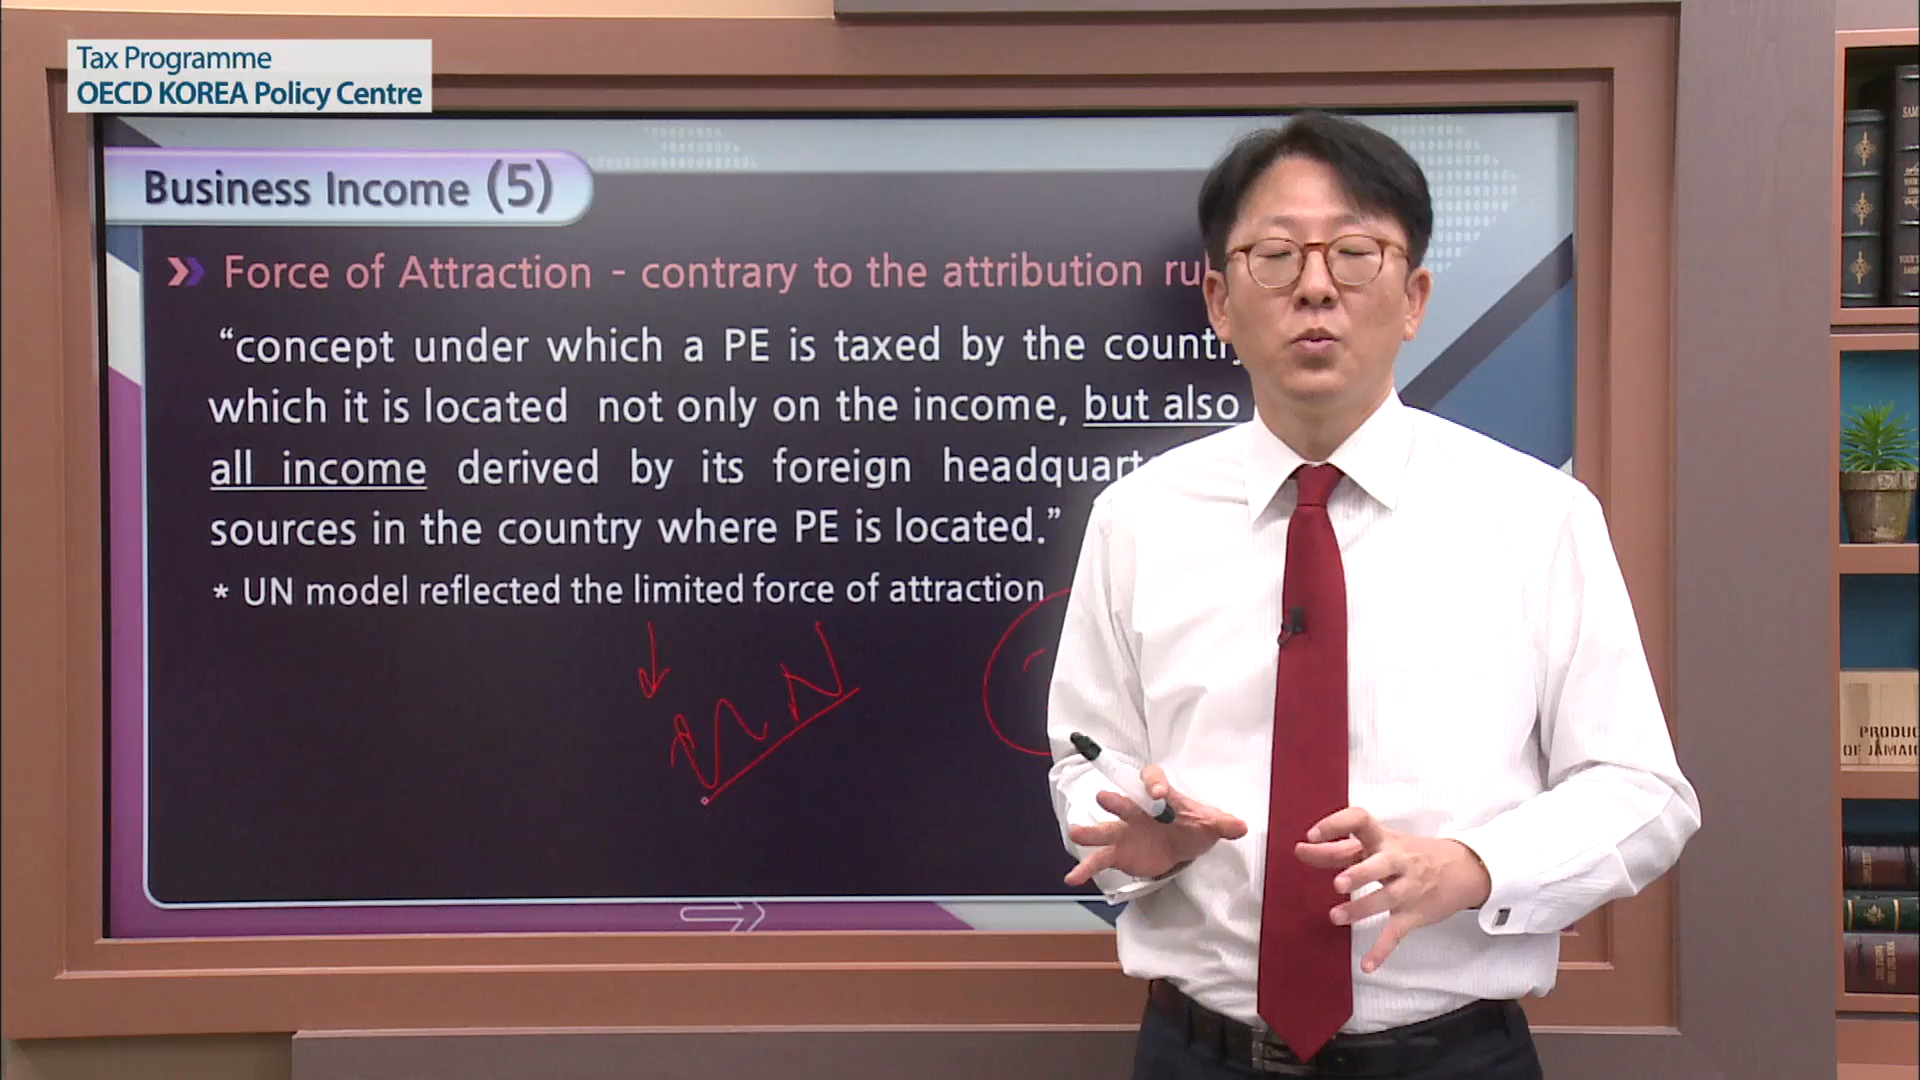 Tax Programme
OECD KOREA Policy Centre
Business Income (5)
Force of Attraction - contrary to the attribution
“concept under which a PE is taxed by the
which it is located not only on the income, but also
all income derived by its foreign
sources in the country where PE is located.”
* UN model reflected the limited force of attraction
UN
PRODUC
OF JAMAIC